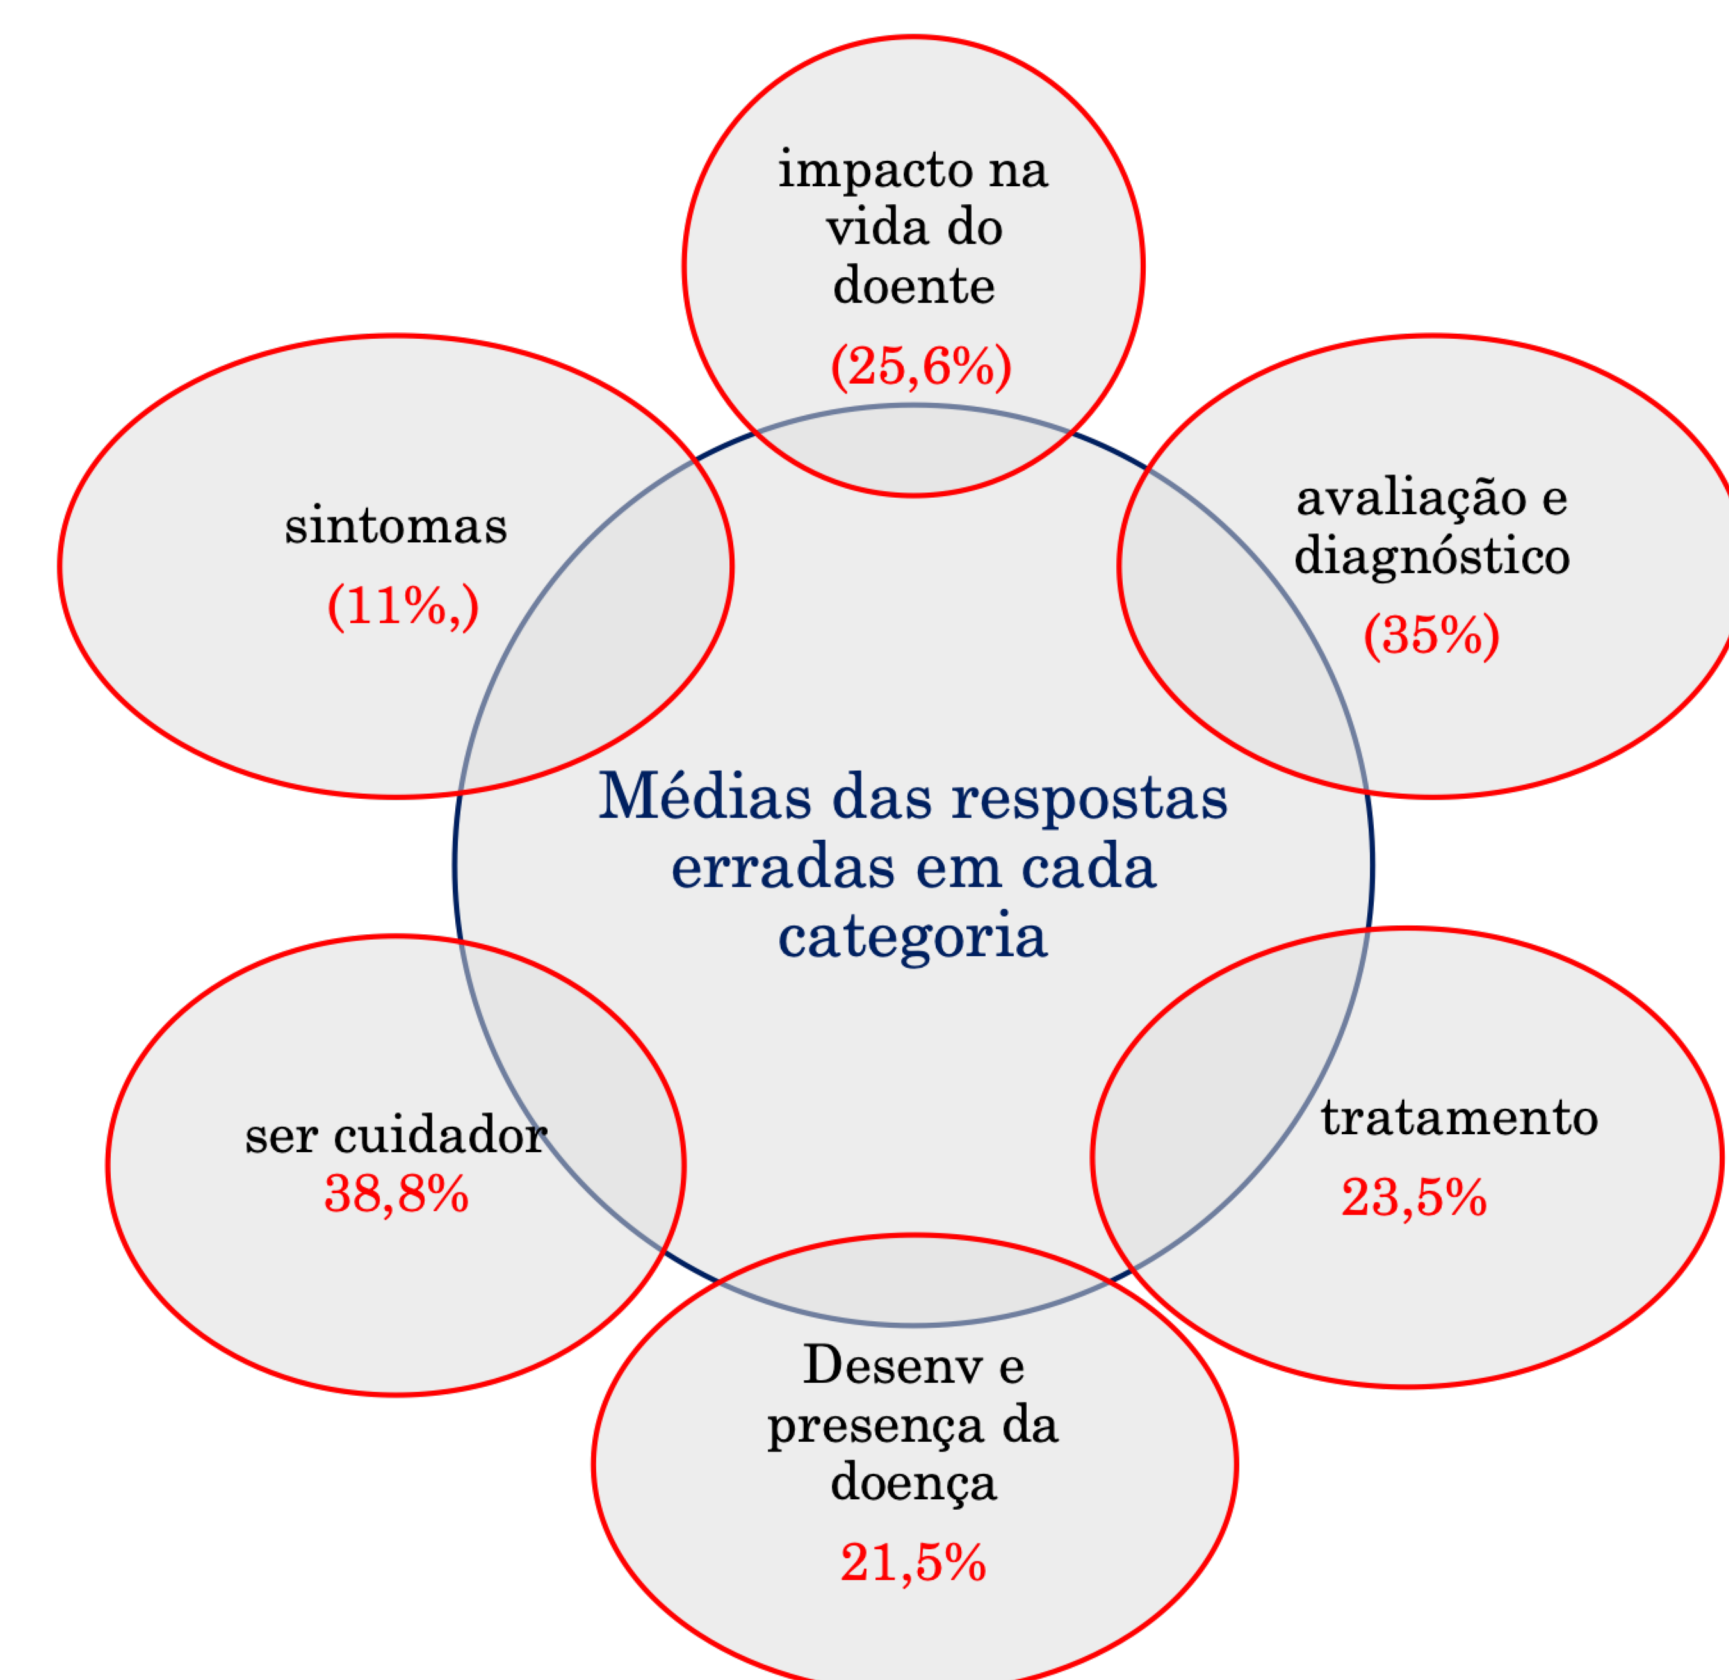 impacto na
vida do
doente
(25,6%)
avaliação e
diagnóstico
(35%)
sintomas
(11%,)
Médias das respostas
erradas em cada
categoria
tratamento
23,5%
ser cuidador
38,8%
Desenv e
presença da
doença
21,5%